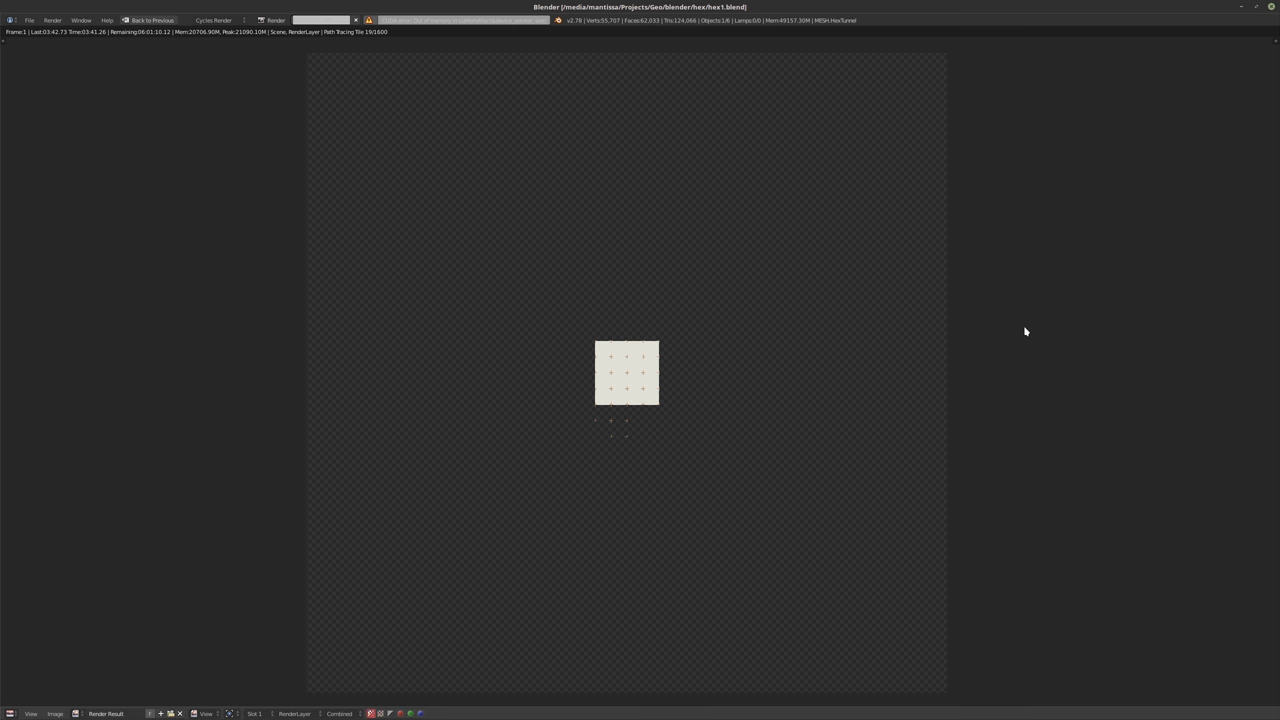 Blender [/media/mantissa/Projects/Geo/blender/hex/hex1.blend]
File Render Window Help Back to Previous Cycles Render Render v2.78 | Verts:55,707 | Faces:62,033 | Tris:124,066 | Objects:1/6 | Lamps:0/0 | Mem:49157.30M | MESH.HexTunnel
Frame:1 | Last:03:42.73 Time:03:41.26 | Remaining:06:01:10.12 | Mem:20706.90M, Peak:21090.10M | Scene, RenderLayer | Path Tracing Tile 19/1600
View Image Render Result F View Slot 1 RenderLayer Combined